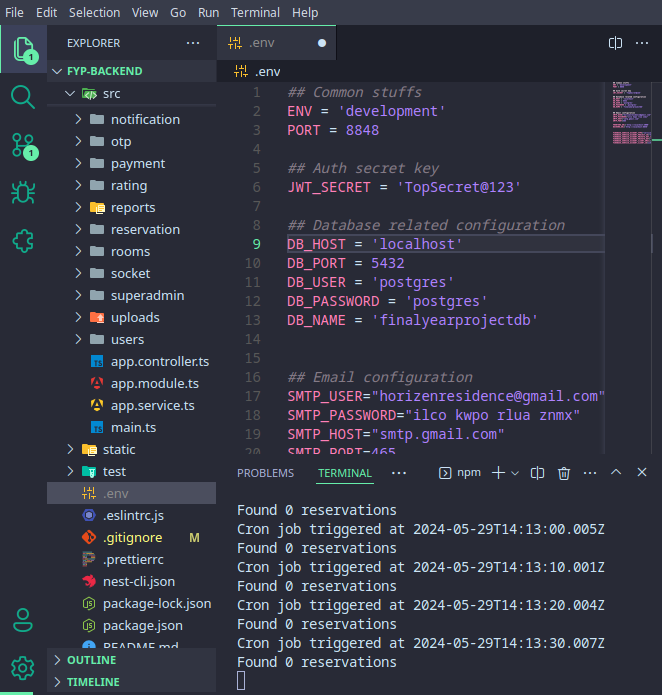 File Edit Selection View Go Run Terminal Help
EXPLORER
FYP-BACKEND
src
notification
otp
payment
rating
reports
reservation
rooms
socket
superadmin
uploads
users
TS app.controller.ts
app.module.ts
app.service.ts
TS main.ts
static
test
.env
.eslintrc.js
.gitignore M
.prettierrc
nest-cli.json
package-lock.json
package.json
README.md
OUTLINE
TIMELINE
1
1
.env
.env
1 ## Common stuffs
2 ENV = 'development'
3 PORT = 8848
4
5 ## Auth secret key
6 JWT_SECRET = 'TopSecret@123'
7
8 ## Database related configuration
9 DB_HOST = 'localhost'
10 DB_PORT = 5432
11 DB_USER = 'postgres'
12 DB_PASSWORD = 'postgres'
13 DB_NAME = 'finalyearprojectdb'
14
15
16 ## Email configuration
17 SMTP_USER="horizenresidence@gmail.com"
18 SMTP_PASSWORD="ilco kwpo rlua znmx"
19 SMTP_HOST="smtp.gmail.com"
20 SMTP_PORT=465
PROBLEMS TERMINAL npm
Found 0 reservations
Cron job triggered at 2024-05-29T14:13:00.005Z
Found 0 reservations
Cron job triggered at 2024-05-29T14:13:10.001Z
Found 0 reservations
Cron job triggered at 2024-05-29T14:13:20.004Z
Found 0 reservations
Cron job triggered at 2024-05-29T14:13:30.007Z
Found 0 reservations